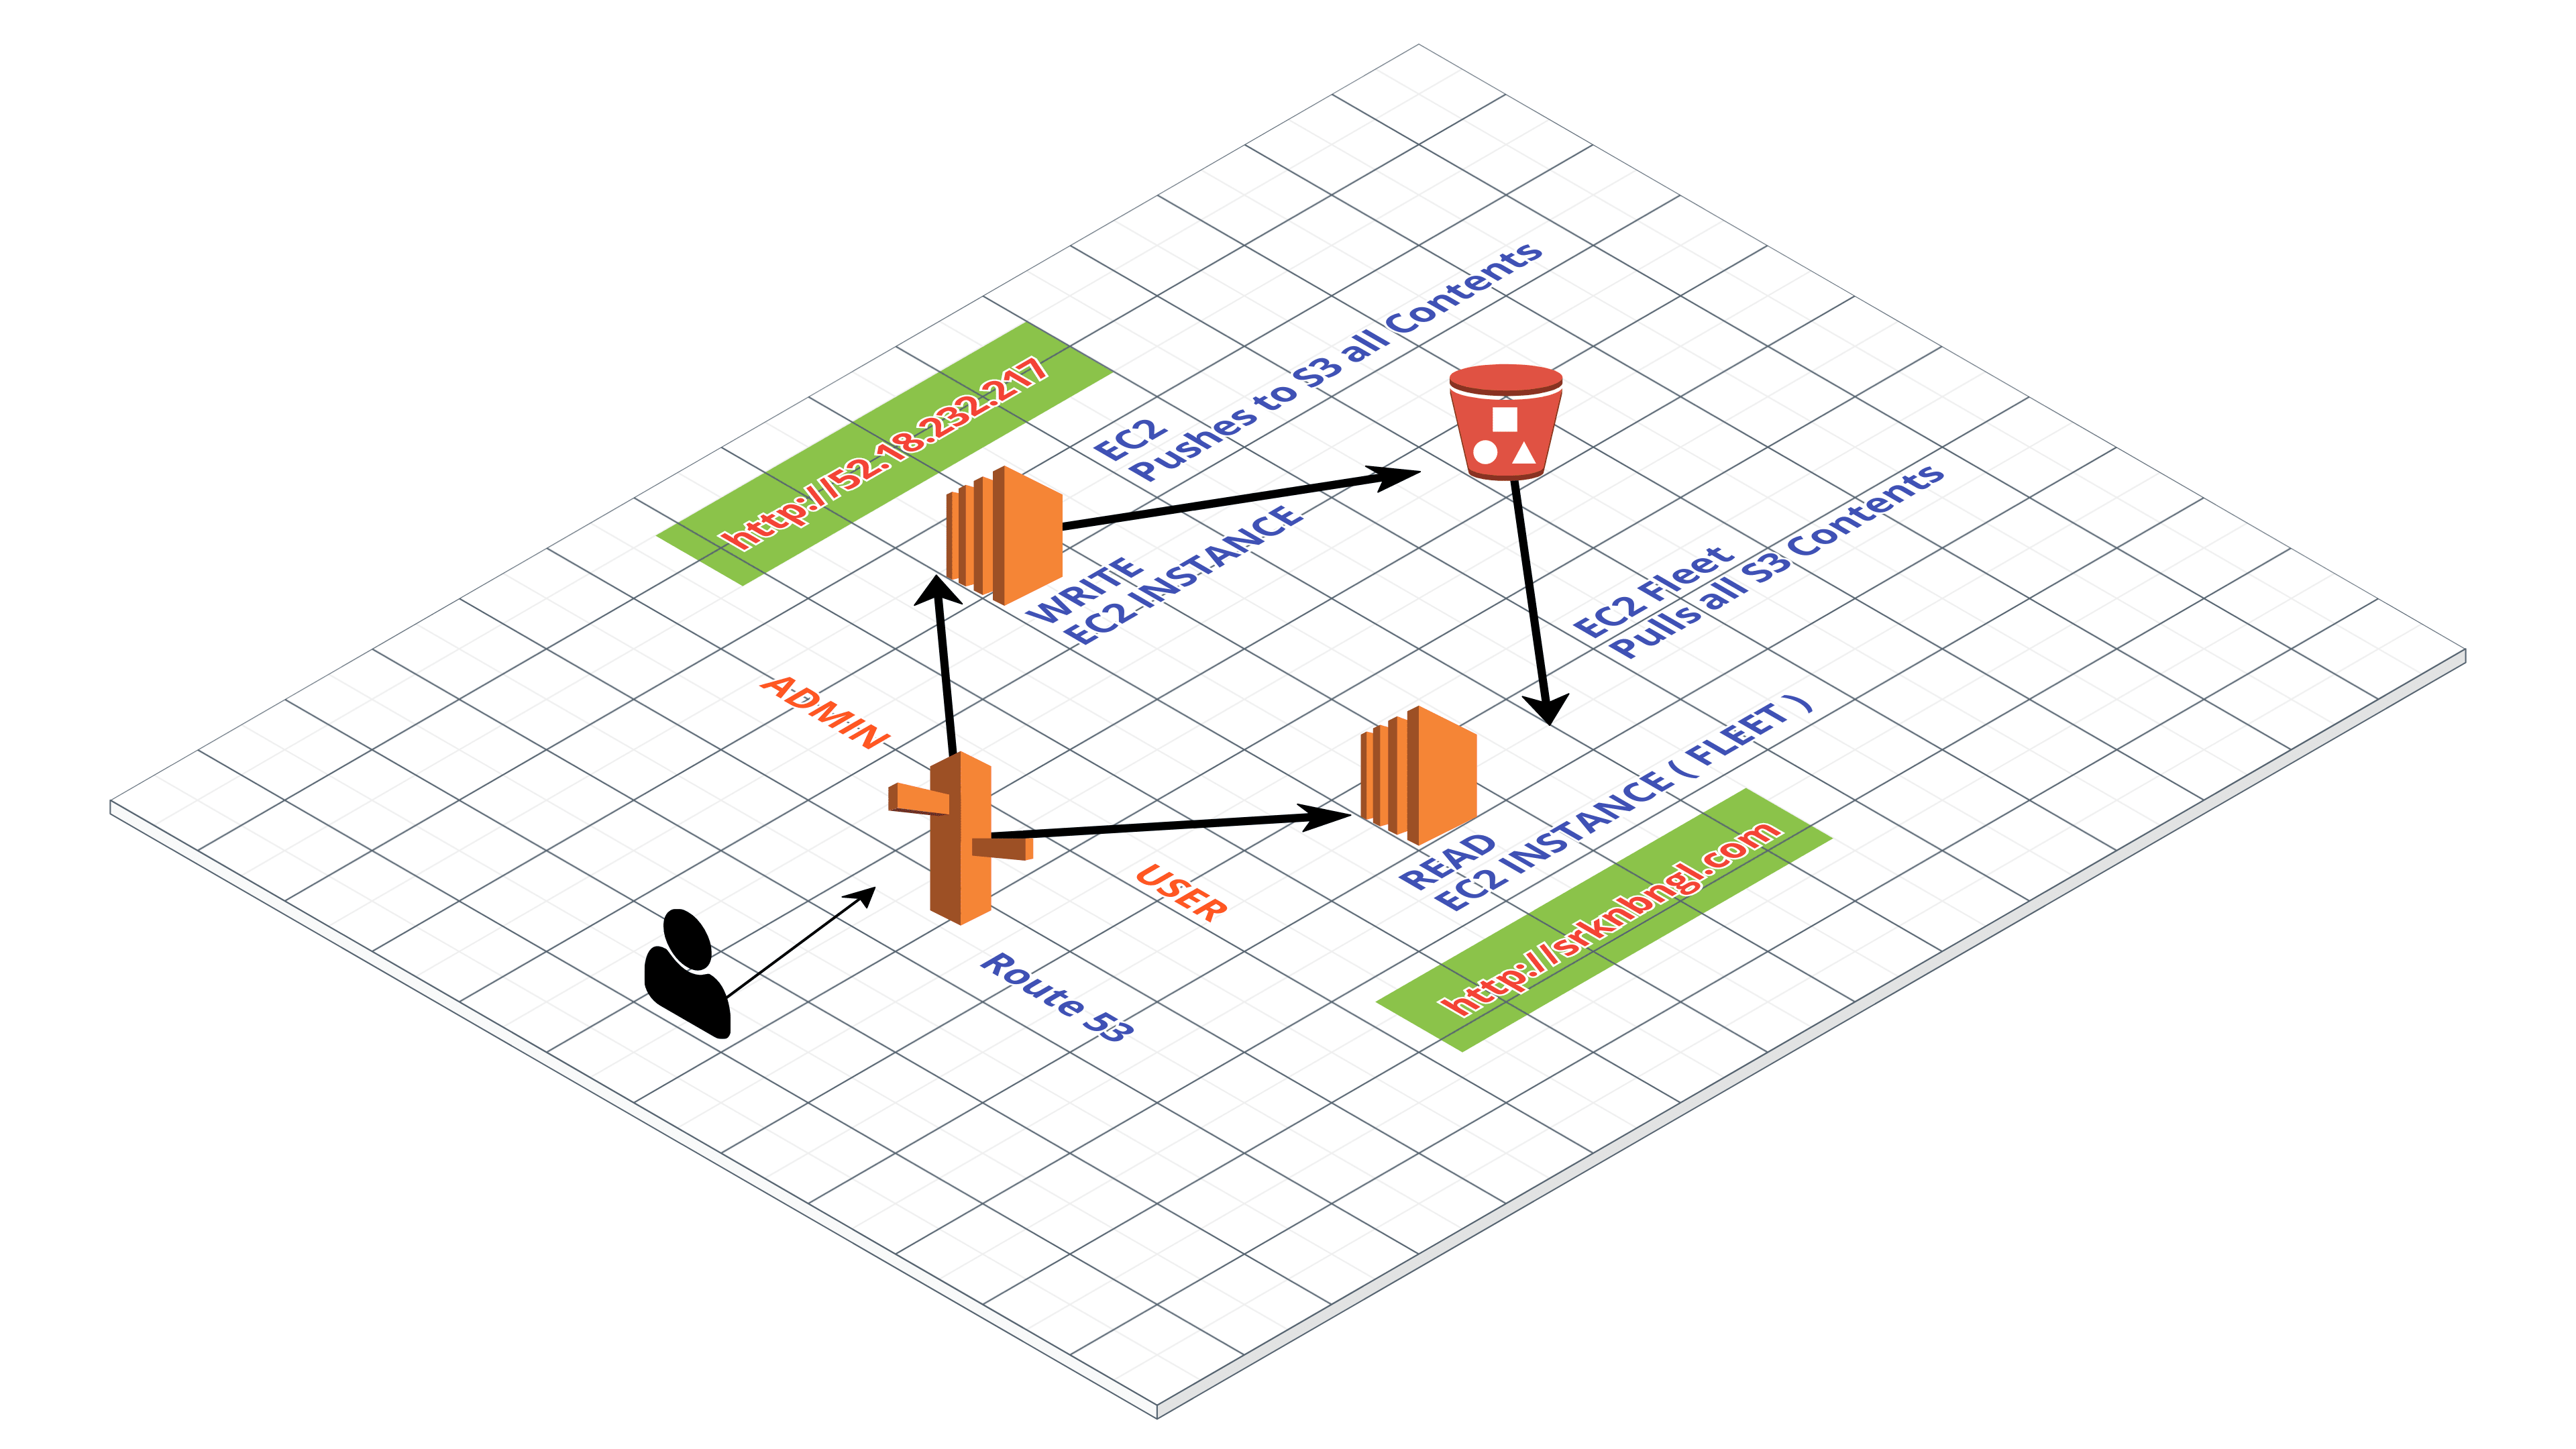 http://52.18.232.217
EC2
Pushes to S3 all Contents
WRITE
EC2 INSTANCE
EC2 Fleet
Pulls all S3 Contents
ADMIN
READ
EC2 INSTANCE ( FLEET )
USER
http://srknbngl.com
Route 53